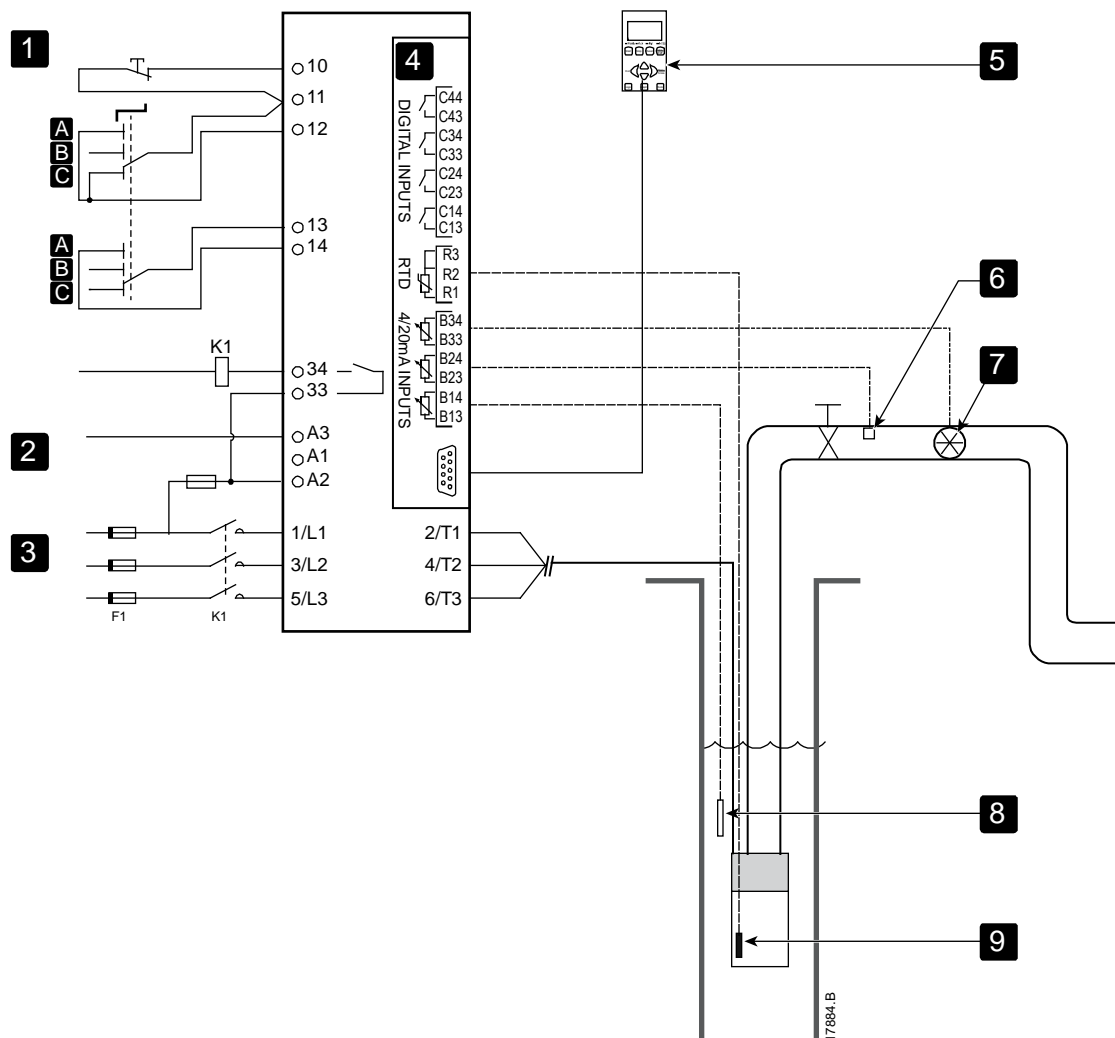 1
4
5
10
11
12
A
B
C
13
14
A
B
C
DIGITAL INPUTS
C44
C43
C34
C33
C24
C23
C14
C13
RTD
R3
R2
R1
4/20mA INPUTS
B34
B33
B24
B23
B14
B13
6
7
K1
34
33
2
A3
A1
A2
3
1/L1
3/L2
5/L3
F1
K1
2/T1
4/T2
6/T3
8
9
17884.B